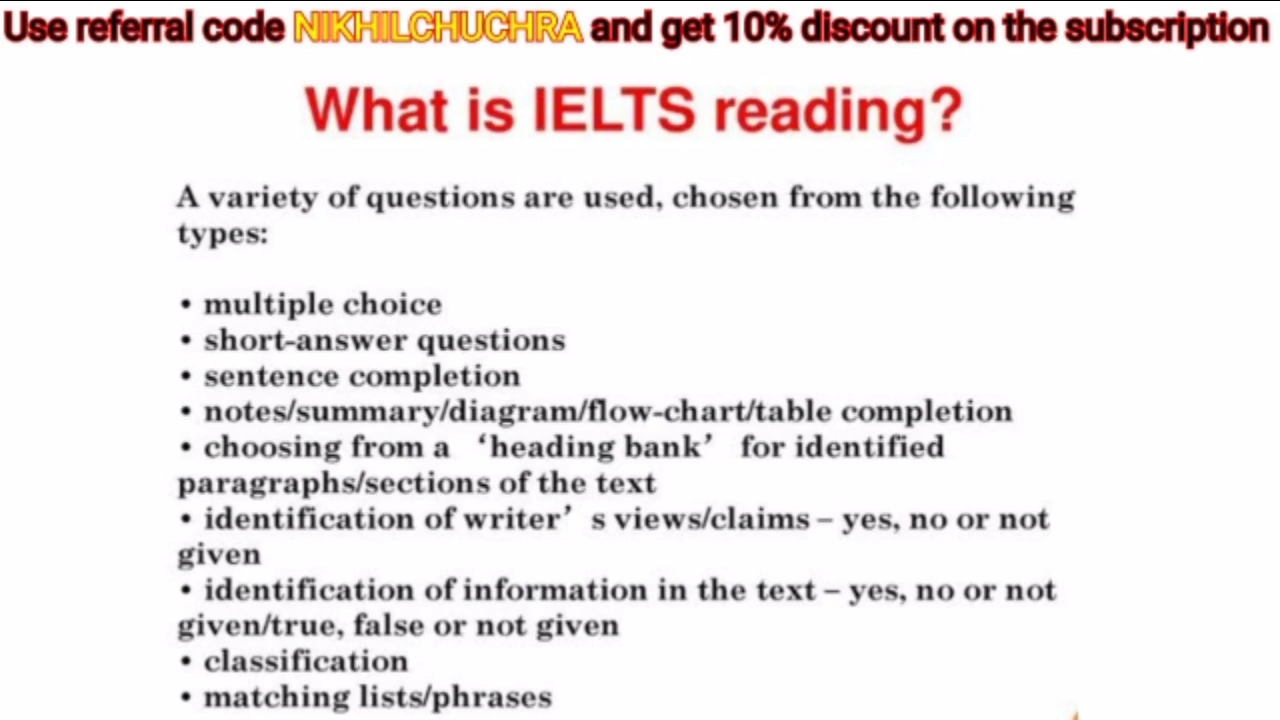 Use referral code NIKHILCHUCHRA and get 10% discount on the subscription
What is IELTS reading?
A variety of questions are used, chosen from the following
types:
• multiple choice
• short-answer questions
• sentence completion
• notes/summary/diagram/flow-chart/table completion
• choosing from a ‘heading bank’ for identified
paragraphs/sections of the text
• identification of writer’ s views/claims – yes, no or not
given
• identification of information in the text – yes, no or not
given/true, false or not given
• classification
• matching lists/phrases